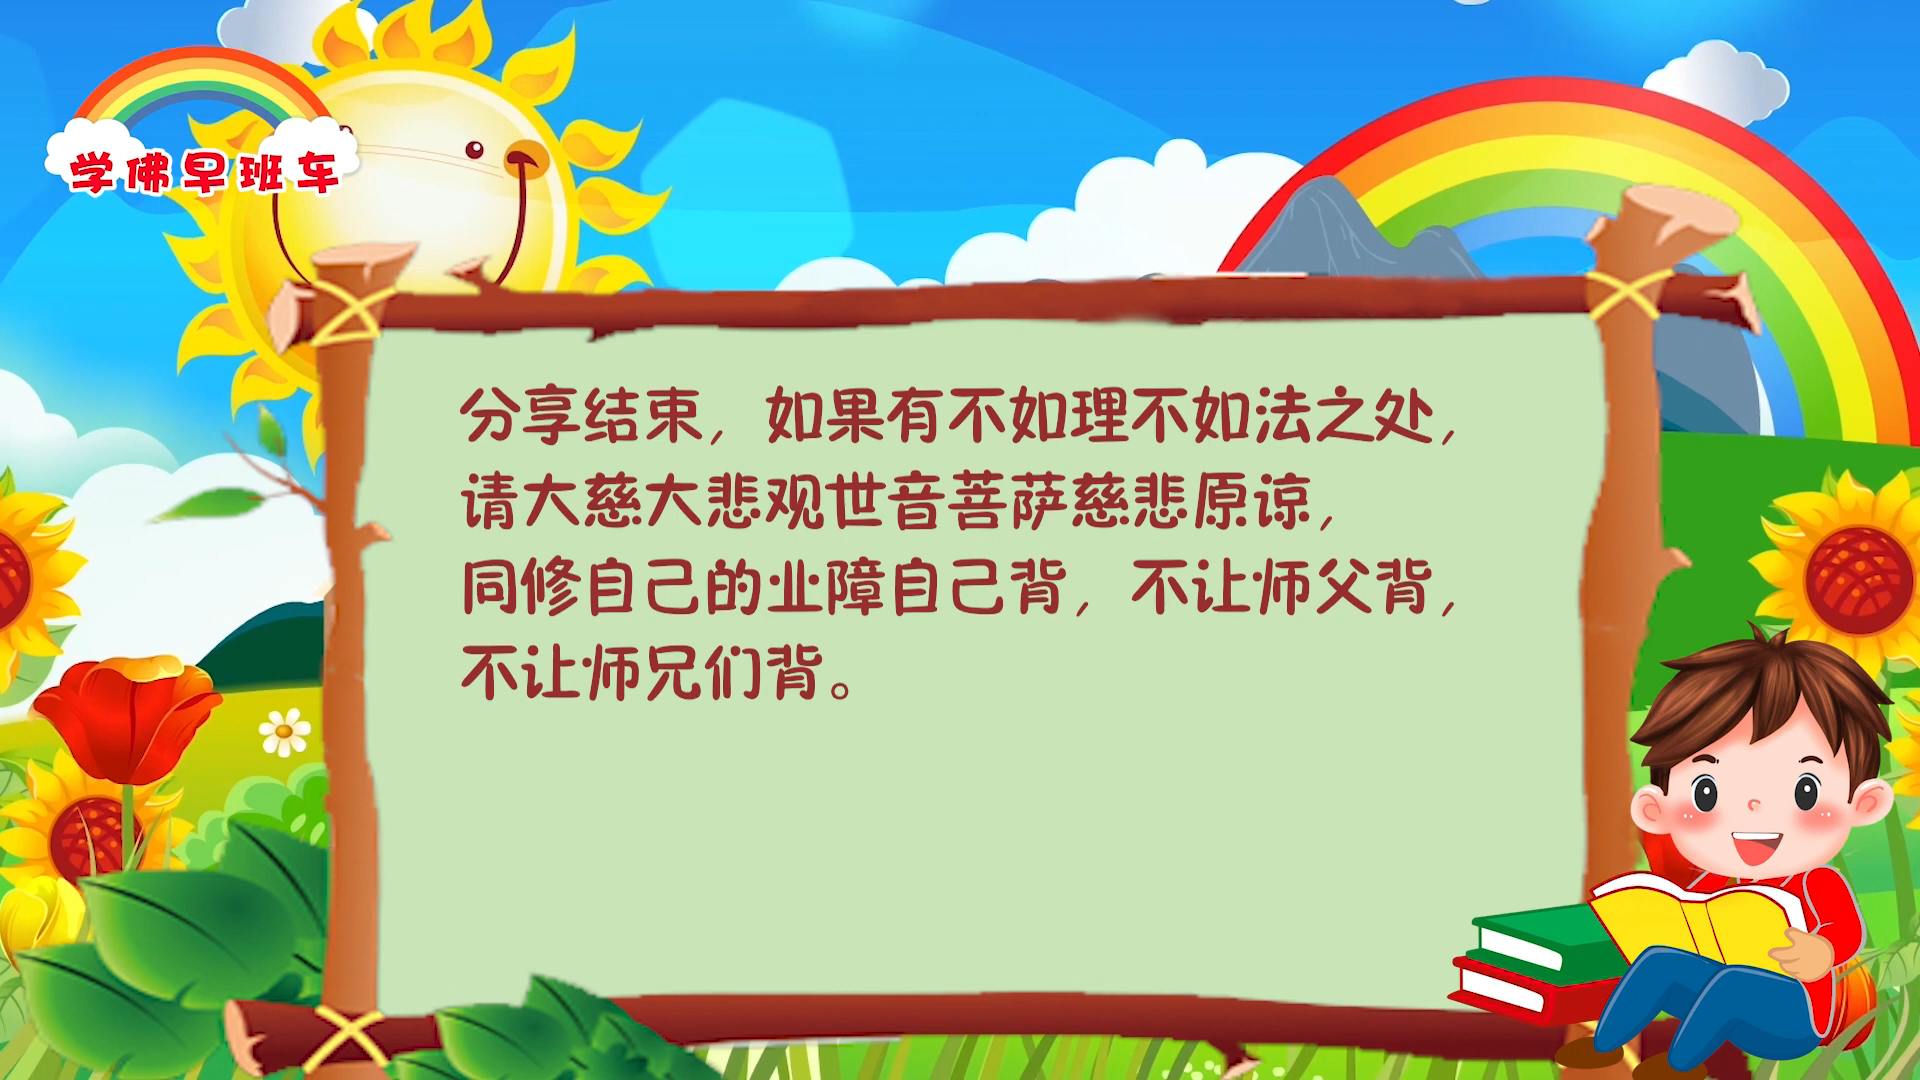 学佛早班车
分享结束，如果有不如理不如法之处，
请大慈大悲观世音菩萨慈悲原谅，
同修自己的业障自己背，不让师父背，
不让师兄们背。